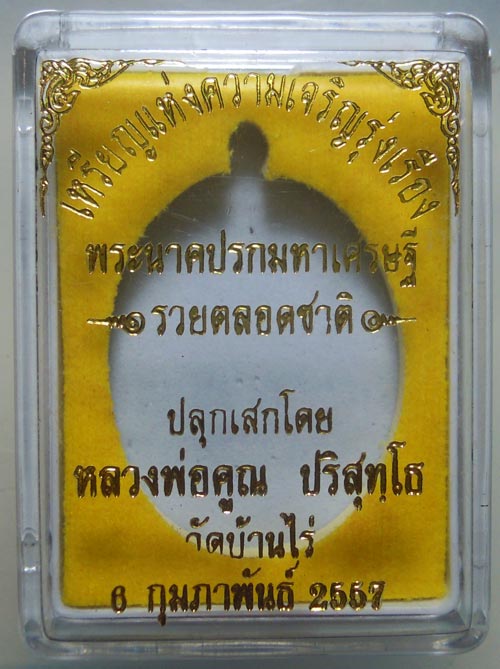 เหรียญแห่งความเจริญรุ่งเรือง
พระนาคปรกมหาเศรษฐี
รวยตลอดชาติ
ปลุกเสกโดย
หลวงพ่อคูณ ปริสุทฺโธ
วัดบ้านไร่
6 กุมภาพันธ์ 2557